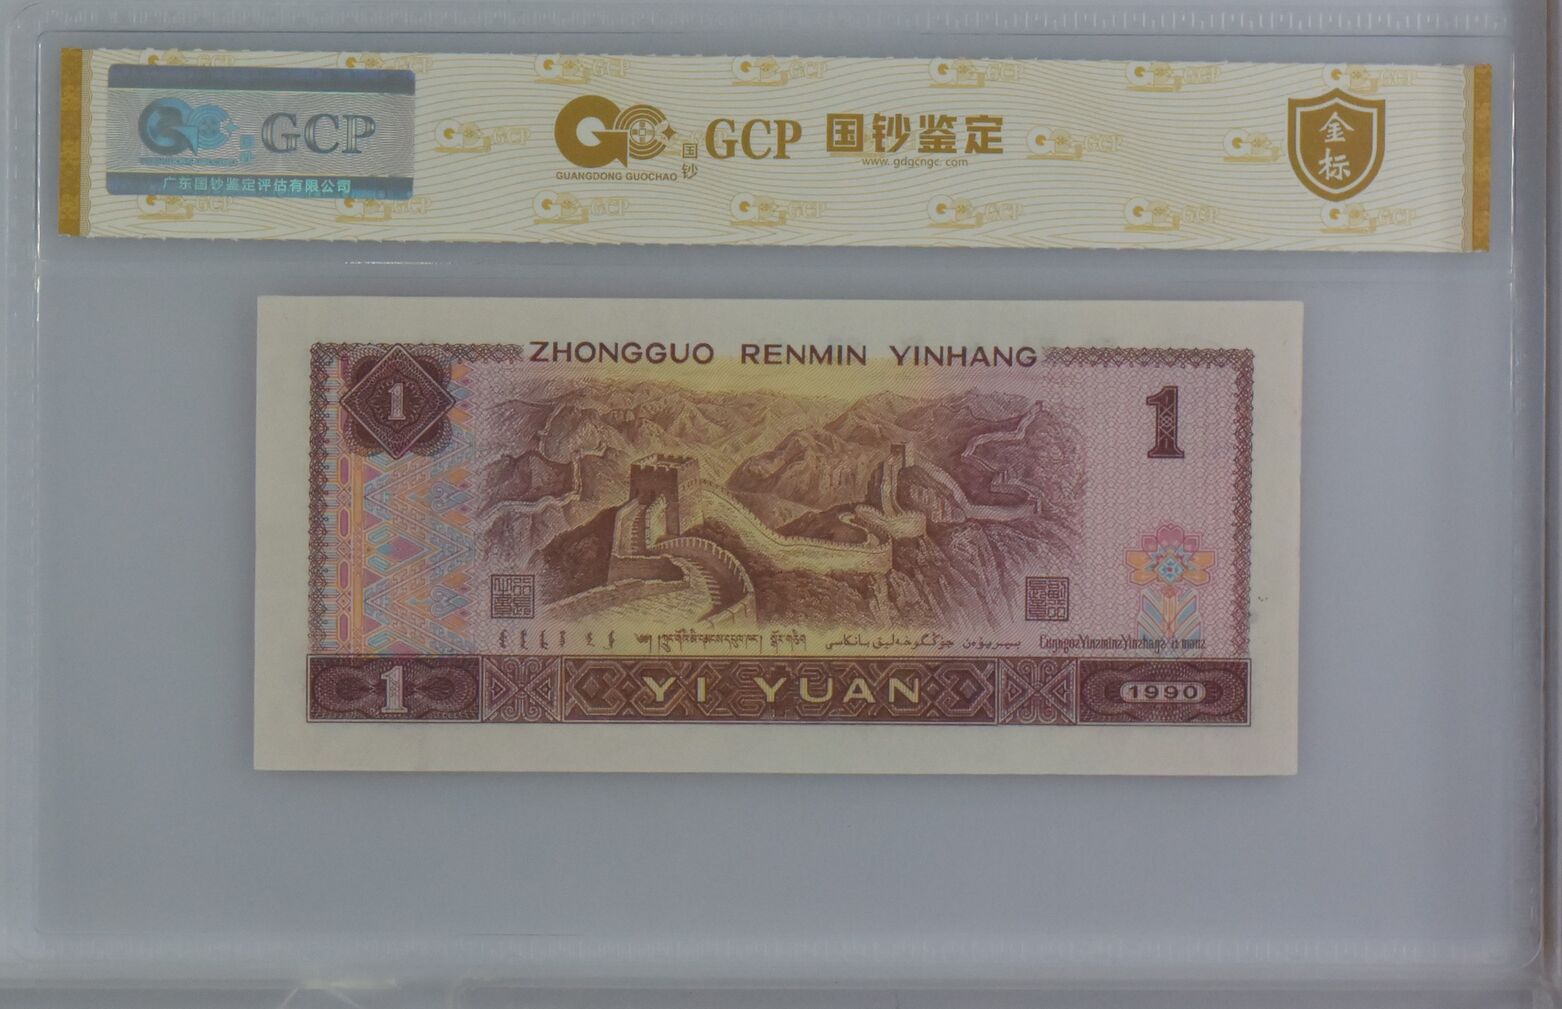 GCP
广东国钞鉴定评估有限公司
GUANGDONG GUOCHAO
国钞
GCP 国钞鉴定
www.gdgcngc.com
金标
ZHONGGUO RENMIN YINHANG
1
1
1
YI YUAN
1990